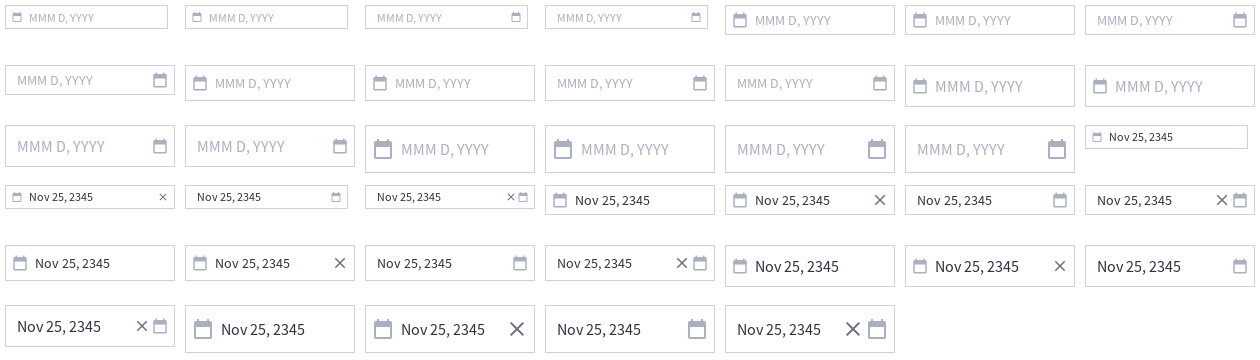 MMM D, YYYY MMM D, YYYY MMM D, YYYY MMM D, YYYY MMM D, YYYY MMM D, YYYY MMM D, YYYY
MMM D, YYYY MMM D, YYYY MMM D, YYYY MMM D, YYYY MMM D, YYYY MMM D, YYYY MMM D, YYYY
MMM D, YYYY MMM D, YYYY MMM D, YYYY MMM D, YYYY MMM D, YYYY MMM D, YYYY Nov 25, 2345
Nov 25, 2345 Nov 25, 2345 Nov 25, 2345 Nov 25, 2345 Nov 25, 2345 Nov 25, 2345 Nov 25, 2345
Nov 25, 2345 Nov 25, 2345 Nov 25, 2345 Nov 25, 2345 Nov 25, 2345 Nov 25, 2345 Nov 25, 2345
Nov 25, 2345 Nov 25, 2345 Nov 25, 2345 Nov 25, 2345 Nov 25, 2345